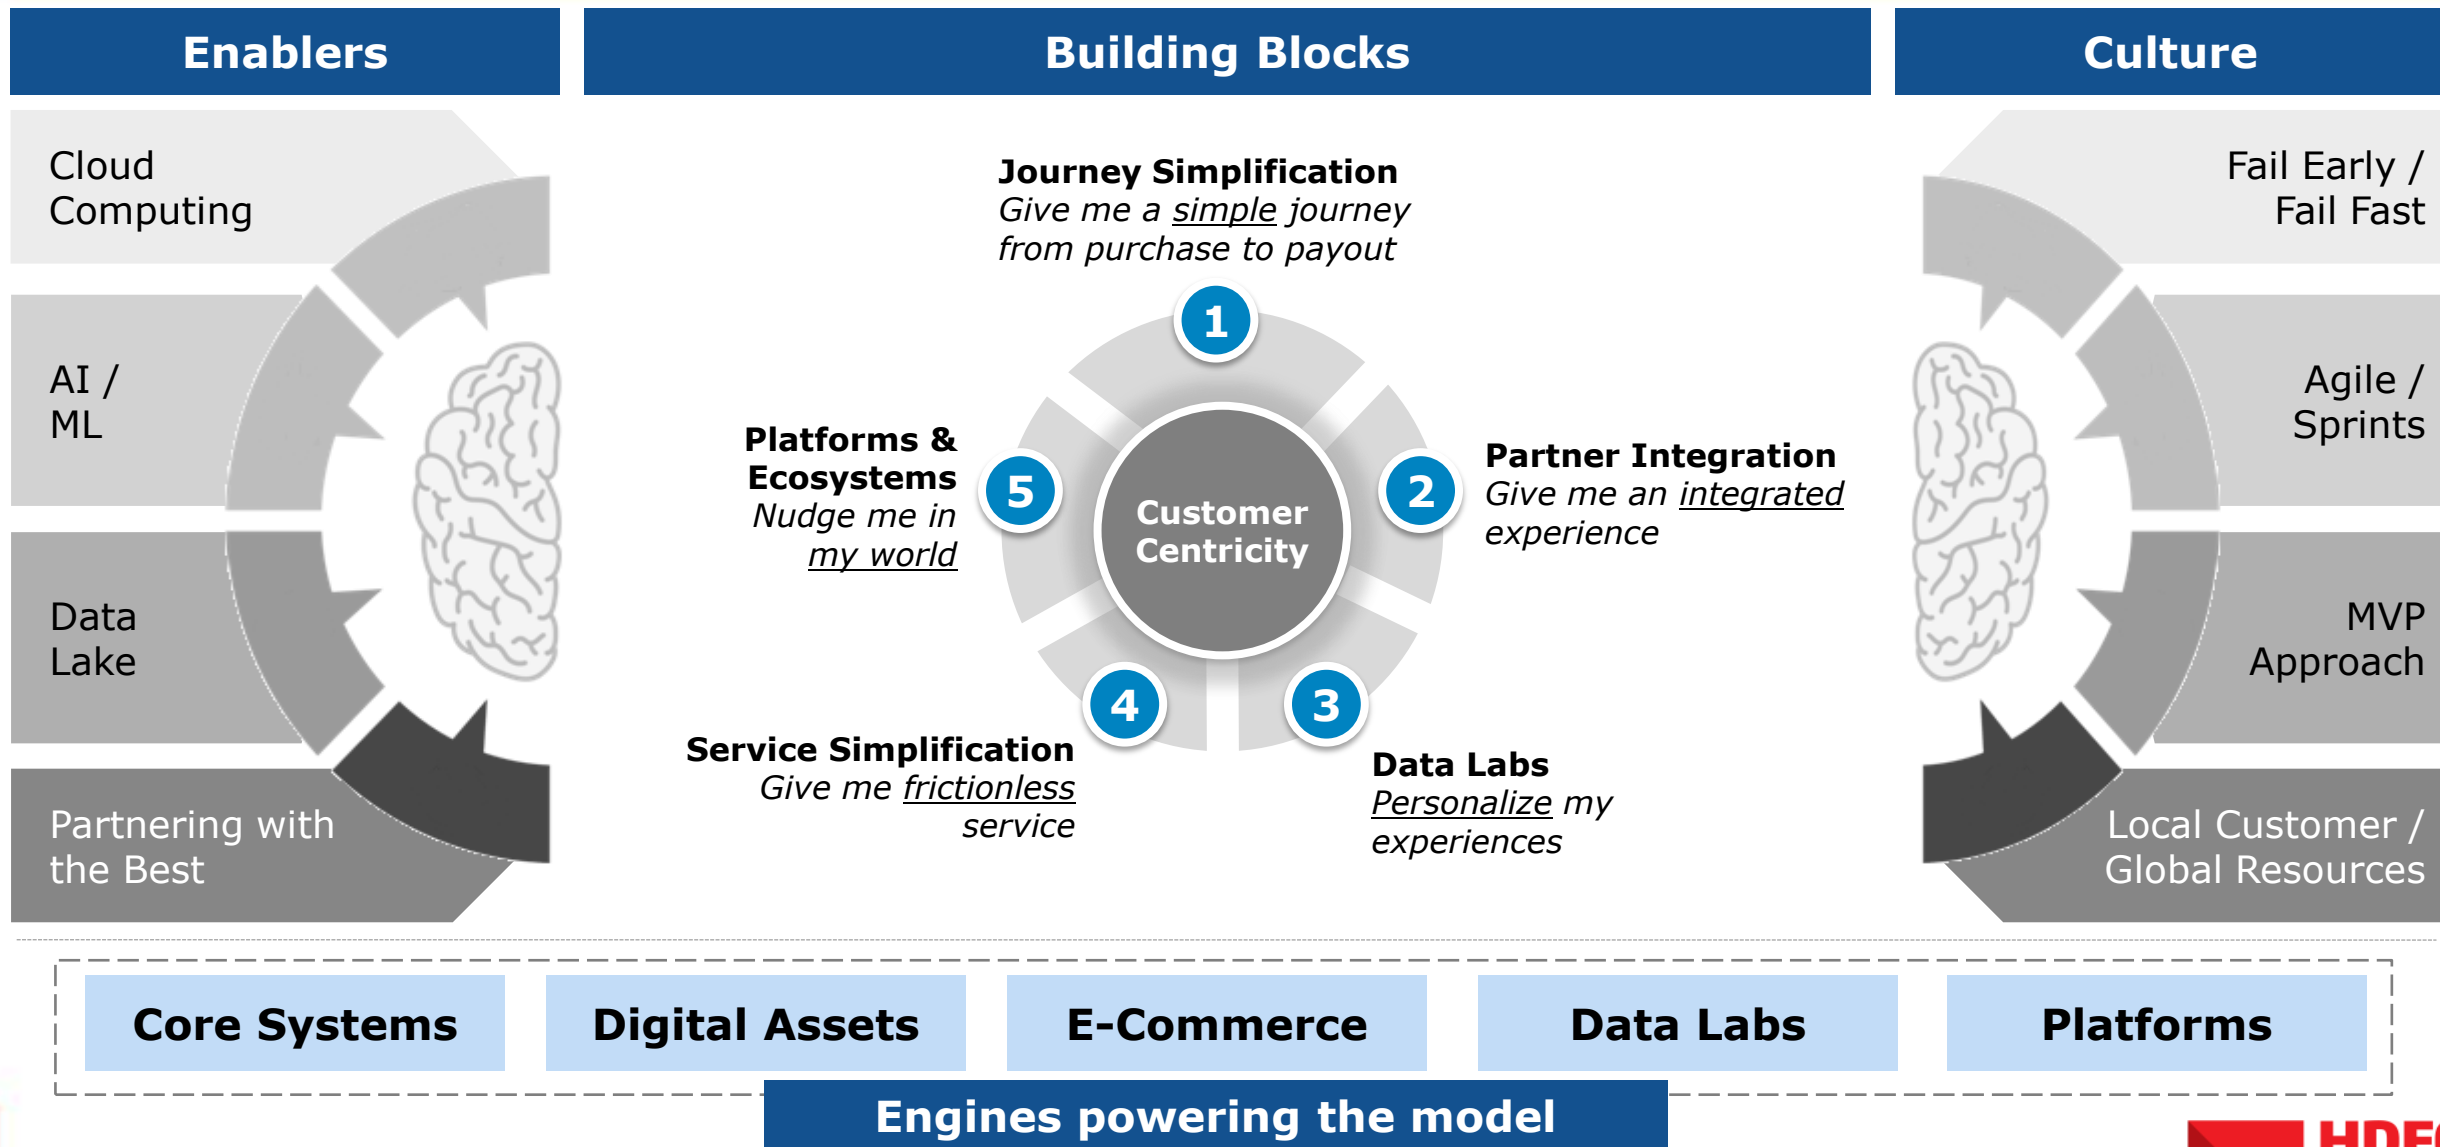 Enablers
Building Blocks
Culture
Cloud
Computing
AI /
ML
Data
Lake
Partnering with
the Best
Journey Simplification
Give me a simple journey
from purchase to payout
1
Platforms &
Ecosystems
Nudge me in
my world
5
Customer
Centricity
2
Partner Integration
Give me an integrated
experience
4
3
Service Simplification
Give me frictionless
service
Data Labs
Personalize my
experiences
Fail Early /
Fail Fast
Agile /
Sprints
MVP
Approach
Local Customer /
Global Resources
Core Systems
Digital Assets
E-Commerce
Data Labs
Platforms
Engines powering the model